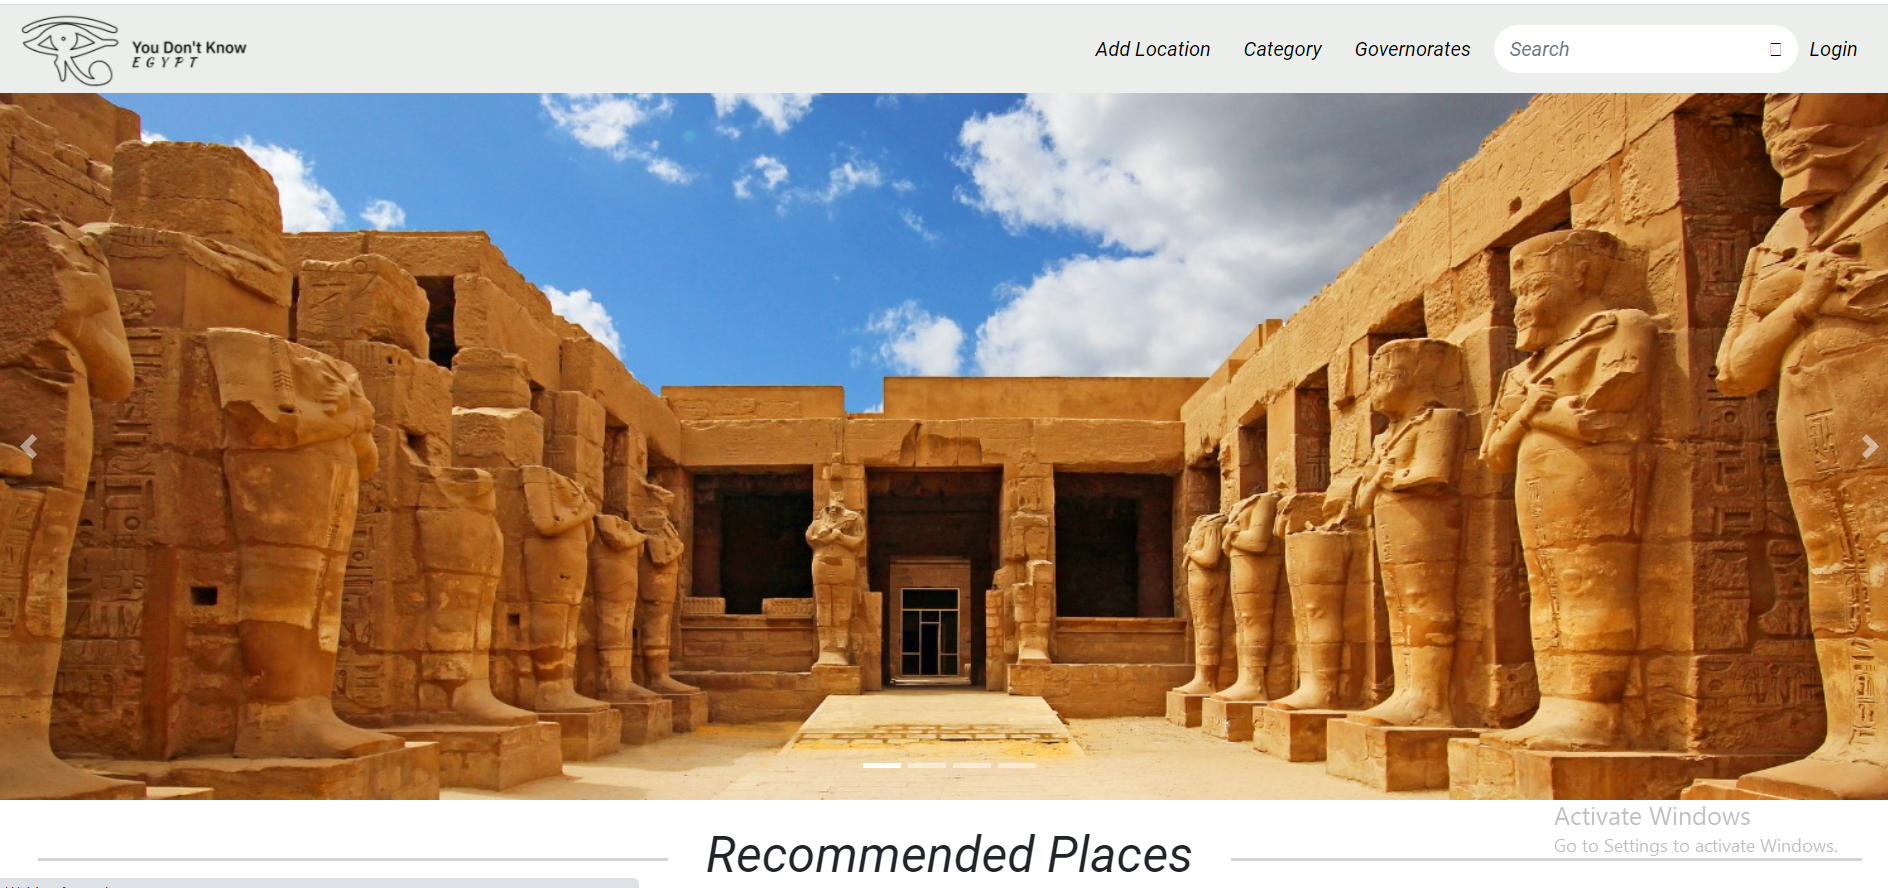 You Don't Know
EGYPT
Add Location
Category
Governorates
Search
Login
Recommended Places
Activate Windows
Go to Settings to activate Windows.